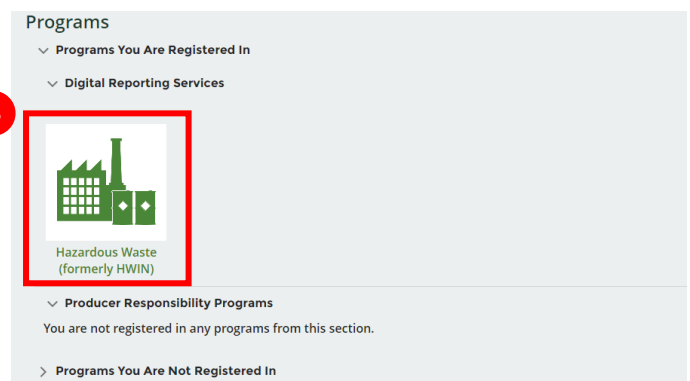 Programs
Programs You Are Registered In
Digital Reporting Services
Hazardous Waste
(formerly HWIN)
Producer Responsibility Programs
You are not registered in any programs from this section.
Programs You Are Not Registered In